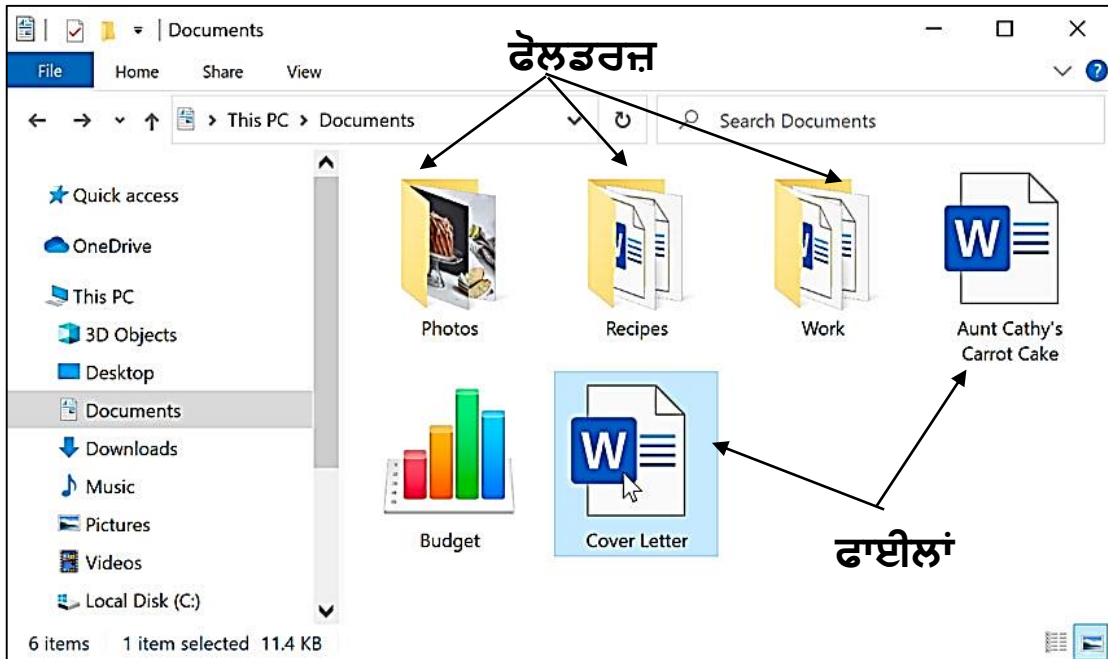 Documents
File Home Share View
ਫੋਲਡਰਜ਼
This PC > Documents
Search Documents
Quick access
OneDrive
This PC
3D Objects
Desktop
Documents
Downloads
Music
Pictures
Videos
Local Disk (C:)
Photos
Recipes
Work
Aunt Cathy's
Carrot Cake
Budget
Cover Letter
ਫਾਈਲਾਂ
6 items 1 item selected 11.4 KB